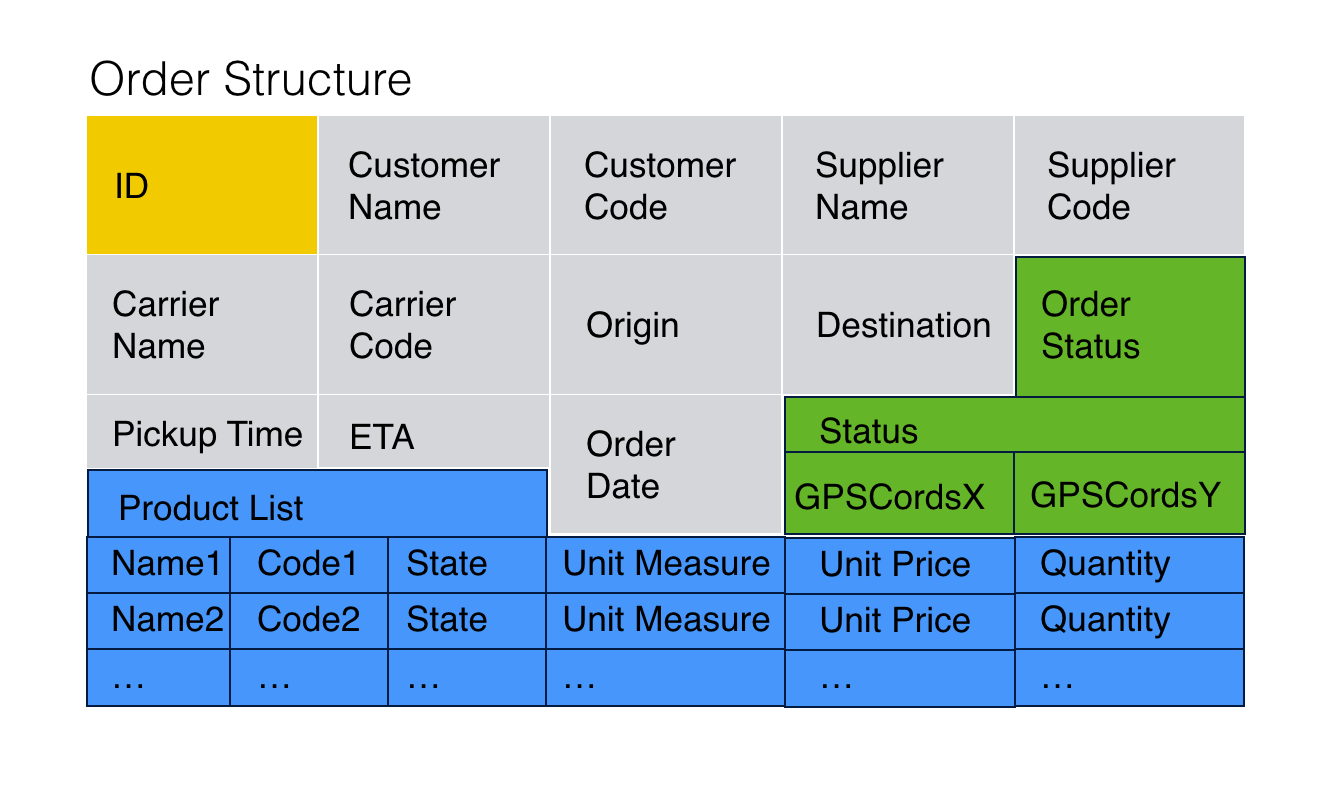 Order Structure
ID
Customer
Name
Customer
Code
Supplier
Name
Supplier
Code
Carrier
Name
Carrier
Code
Origin
Destination
Order
Status
Pickup Time
ETA
Order
Date
Status
GPSCordsX
GPSCordsY
Product List
Name1 Code1 State Unit Measure Unit Price Quantity
Name2 Code2 State Unit Measure Unit Price Quantity
… … … … … …